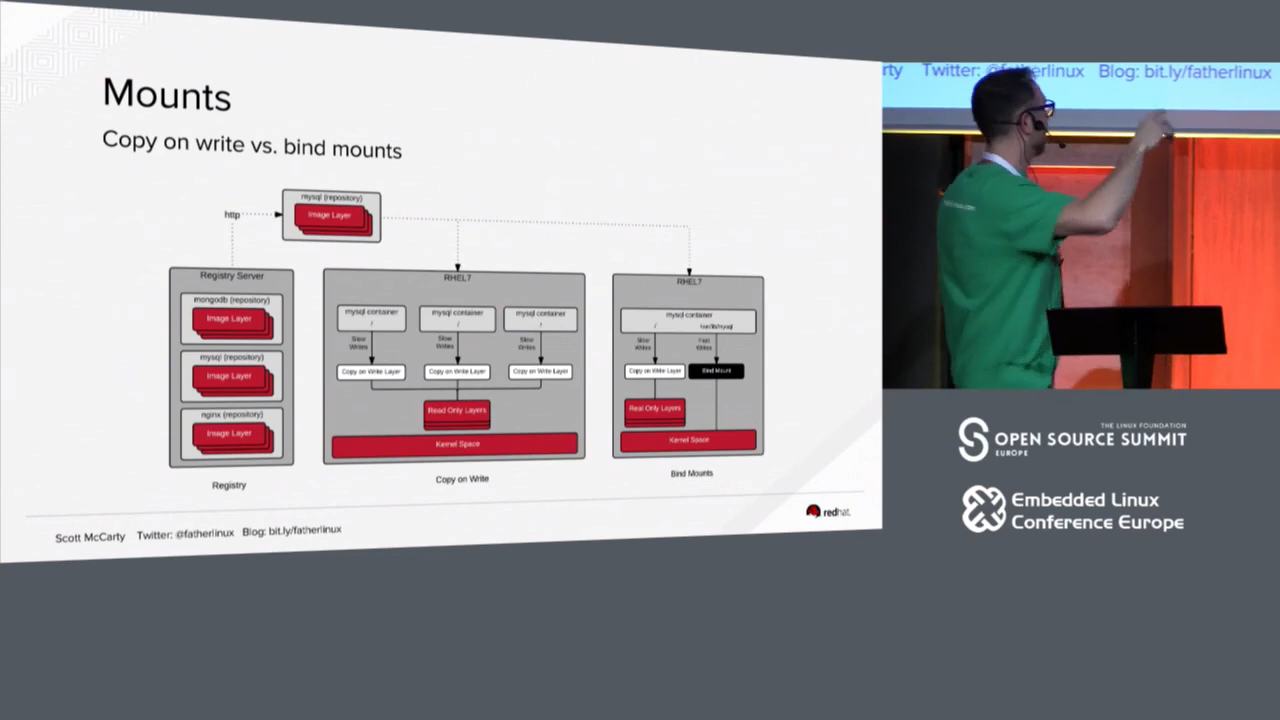 Mounts
Copy on write vs. bind mounts
mysql (repository)
Image Layer
http
Registry Server
mongodb (repository)
Image Layer
mysql (repository)
Image Layer
nginx (repository)
Image Layer
Registry
RHEL7
mysql container
/
mysql container
/
mysql container
/
Slow
Writes
Slow
Writes
Slow
Writes
Copy on Write Layer
Copy on Write Layer
Copy on Write Layer
Read Only Layers
Kernel Space
Copy on Write
RHEL7
mysql container
/
/var/lib/mysql
Slow
Writes
Fast
Writes
Copy on Write Layer
Bind Mount
Real Only Layers
Kernel Space
Bind Mounts
Scott McCarty Twitter: @fatherlinux Blog: bit.ly/fatherlinux
redhat.
rty Twitter: @fatherlinux Blog: bit.ly/fatherlinux
THE LINUX FOUNDATION
OPEN SOURCE SUMMIT
EUROPE
Embedded Linux
Conference Europe